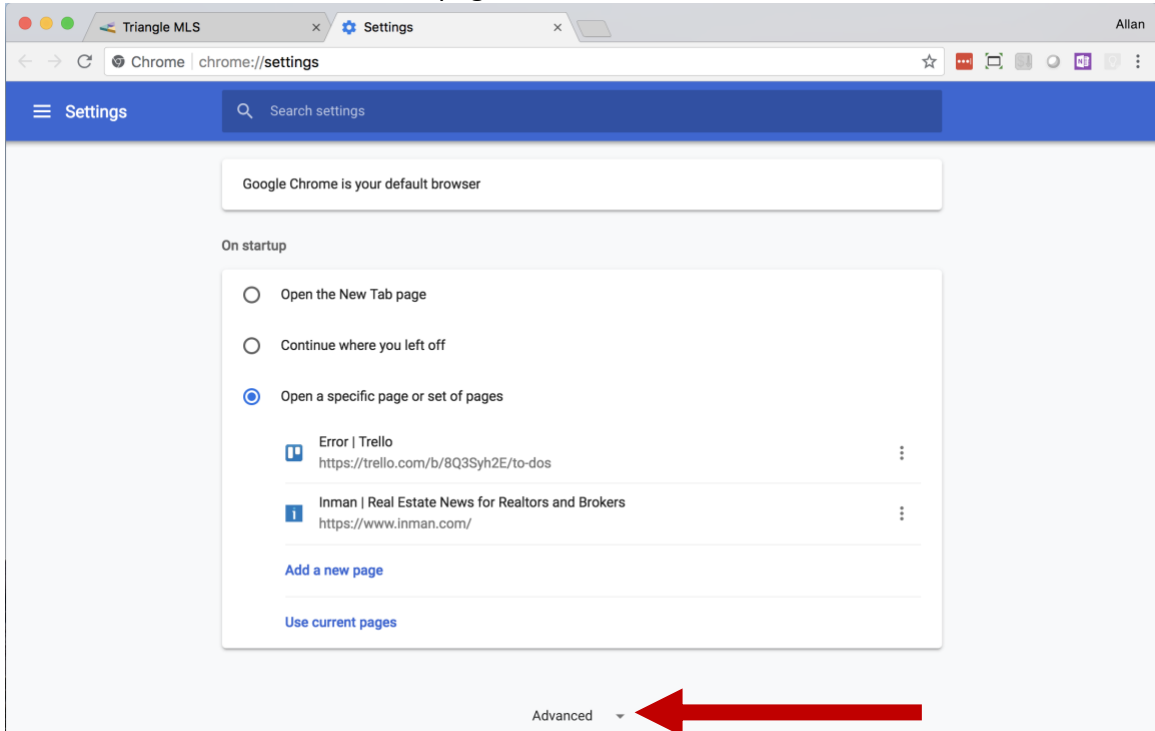 Triangle MLS
Settings
Allan
Chrome chrome://settings
Settings
Search settings
Google Chrome is your default browser
On startup
Open the New Tab page
Continue where you left off
Open a specific page or set of pages
Error | Trello
https://trello.com/b/8Q3Syh2E/to-dos
Inman | Real Estate News for Realtors and Brokers
https://www.inman.com/
Add a new page
Use current pages
Advanced